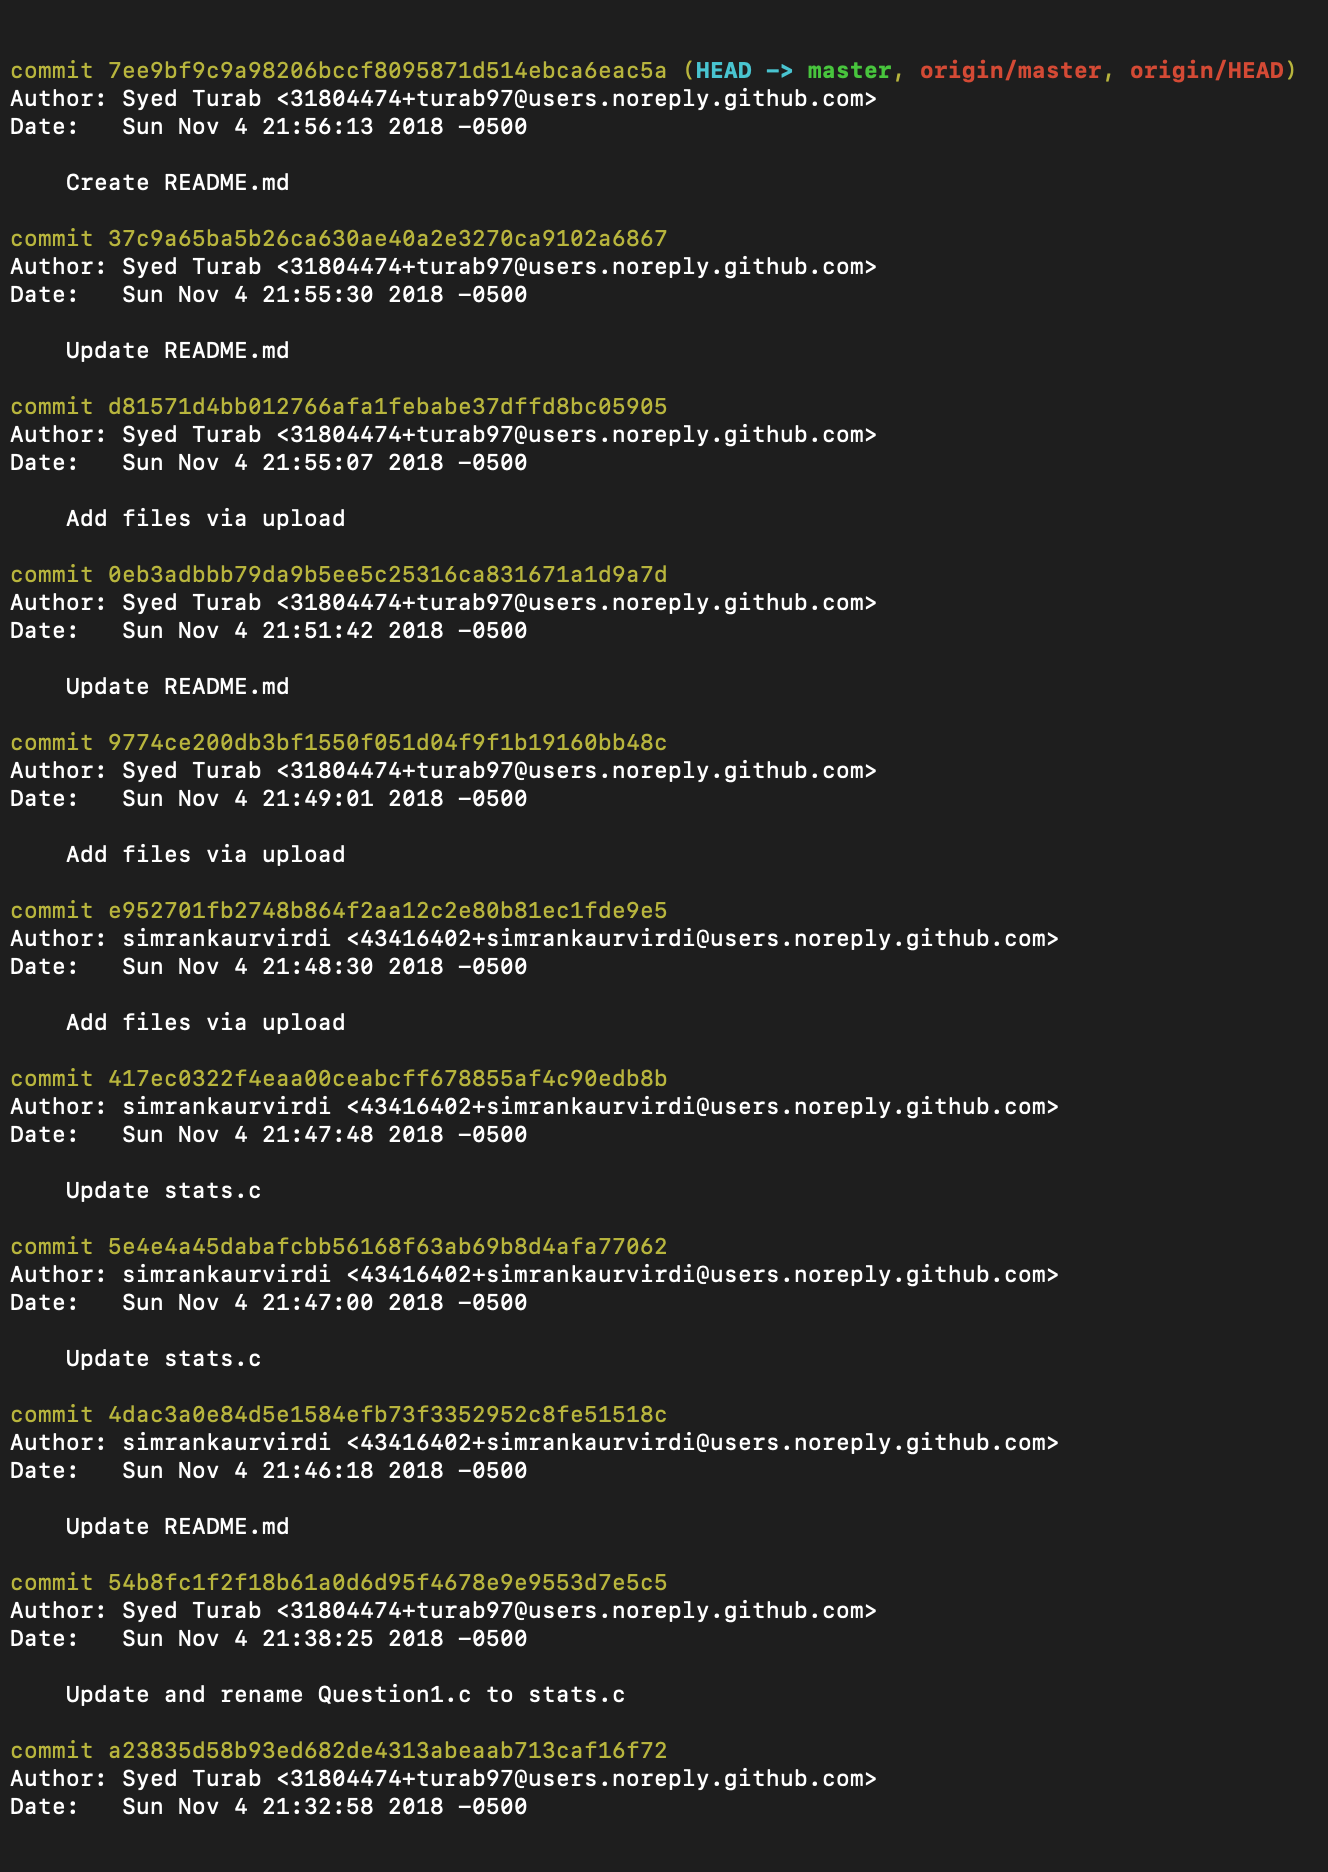 commit 7ee9bf9c9a98206bccf8095871d514ebca6eac5a (HEAD -> master, origin/master, origin/HEAD)
Author: Syed Turab <31804474+turab97@users.noreply.github.com>
Date:   Sun Nov 4 21:56:13 2018 -0500
Create README.md
commit 37c9a65ba5b26ca630ae40a2e3270ca9102a6867
Author: Syed Turab <31804474+turab97@users.noreply.github.com>
Date:   Sun Nov 4 21:55:30 2018 -0500
Update README.md
commit d81571d4bb012766afa1febabe37dffd8bc05905
Author: Syed Turab <31804474+turab97@users.noreply.github.com>
Date:   Sun Nov 4 21:55:07 2018 -0500
Add files via upload
commit 0eb3adbbb79da9b5ee5c25316ca831671a1d9a7d
Author: Syed Turab <31804474+turab97@users.noreply.github.com>
Date:   Sun Nov 4 21:51:42 2018 -0500
Update README.md
commit 9774ce200db3bf1550f051d04f9f1b19160bb48c
Author: Syed Turab <31804474+turab97@users.noreply.github.com>
Date:   Sun Nov 4 21:49:01 2018 -0500
Add files via upload
commit e952701fb2748b864f2aa12c2e80b81ec1fde9e5
Author: simrankaurvirdi <43416402+simrankaurvirdi@users.noreply.github.com>
Date:   Sun Nov 4 21:48:30 2018 -0500
Add files via upload
commit 417ec0322f4eaa00ceabcff678855af4c90edb8b
Author: simrankaurvirdi <43416402+simrankaurvirdi@users.noreply.github.com>
Date:   Sun Nov 4 21:47:48 2018 -0500
Update stats.c
commit 5e4e4a45dabafcbb56168f63ab69b8d4afa77062
Author: simrankaurvirdi <43416402+simrankaurvirdi@users.noreply.github.com>
Date:   Sun Nov 4 21:47:00 2018 -0500
Update stats.c
commit 4dac3a0e84d5e1584efb73f3352952c8fe51518c
Author: simrankaurvirdi <43416402+simrankaurvirdi@users.noreply.github.com>
Date:   Sun Nov 4 21:46:18 2018 -0500
Update README.md
commit 54b8fc1f2f18b61a0d6d95f4678e9e9553d7e5c5
Author: Syed Turab <31804474+turab97@users.noreply.github.com>
Date:   Sun Nov 4 21:38:25 2018 -0500
Update and rename Question1.c to stats.c
commit a23835d58b93ed682de4313abeaab713caf16f72
Author: Syed Turab <31804474+turab97@users.noreply.github.com>
Date:   Sun Nov 4 21:32:58 2018 -0500